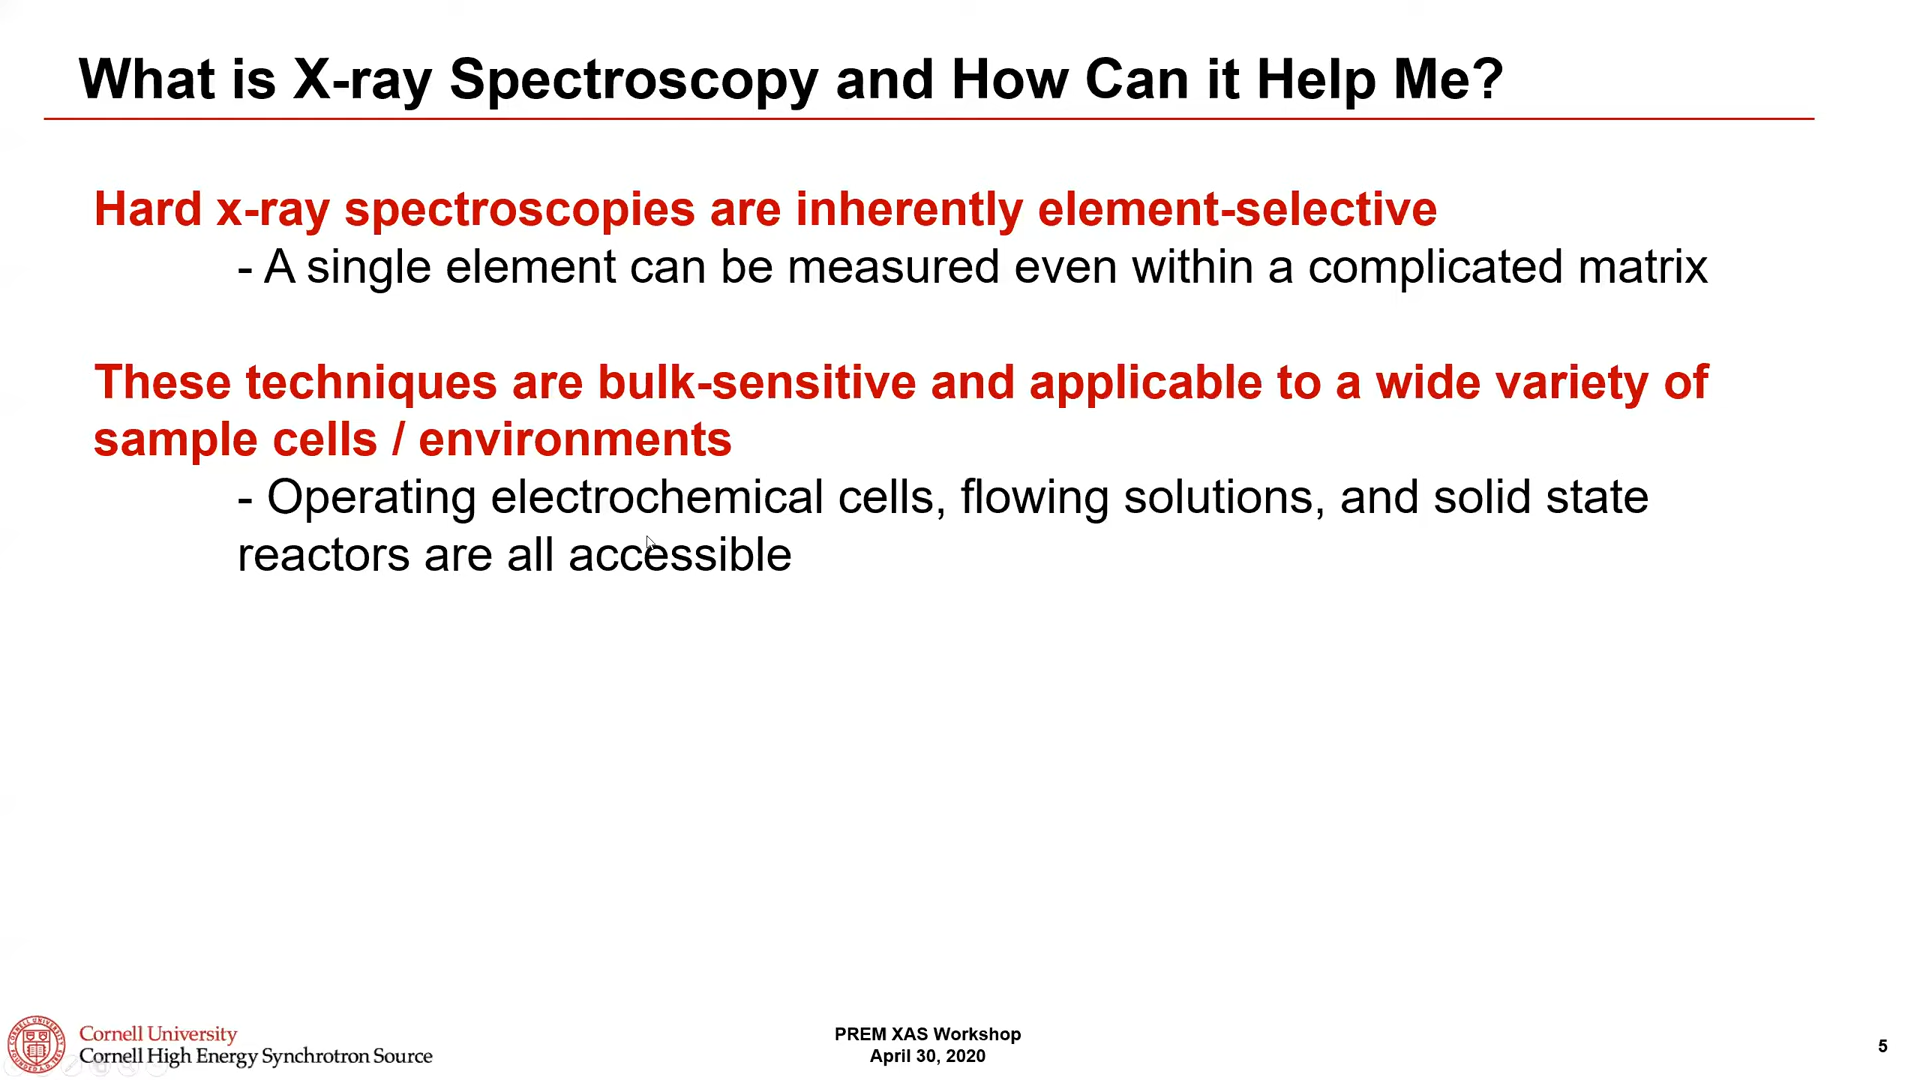 What is X-ray Spectroscopy and How Can it Help Me?
Hard x-ray spectroscopies are inherently element-selective
- A single element can be measured even within a complicated matrix
These techniques are bulk-sensitive and applicable to a wide variety of
sample cells / environments
- Operating electrochemical cells, flowing solutions, and solid state
reactors are all accessible
Cornell University
Cornell High Energy Synchrotron Source
PREM XAS Workshop
April 30, 2020
5